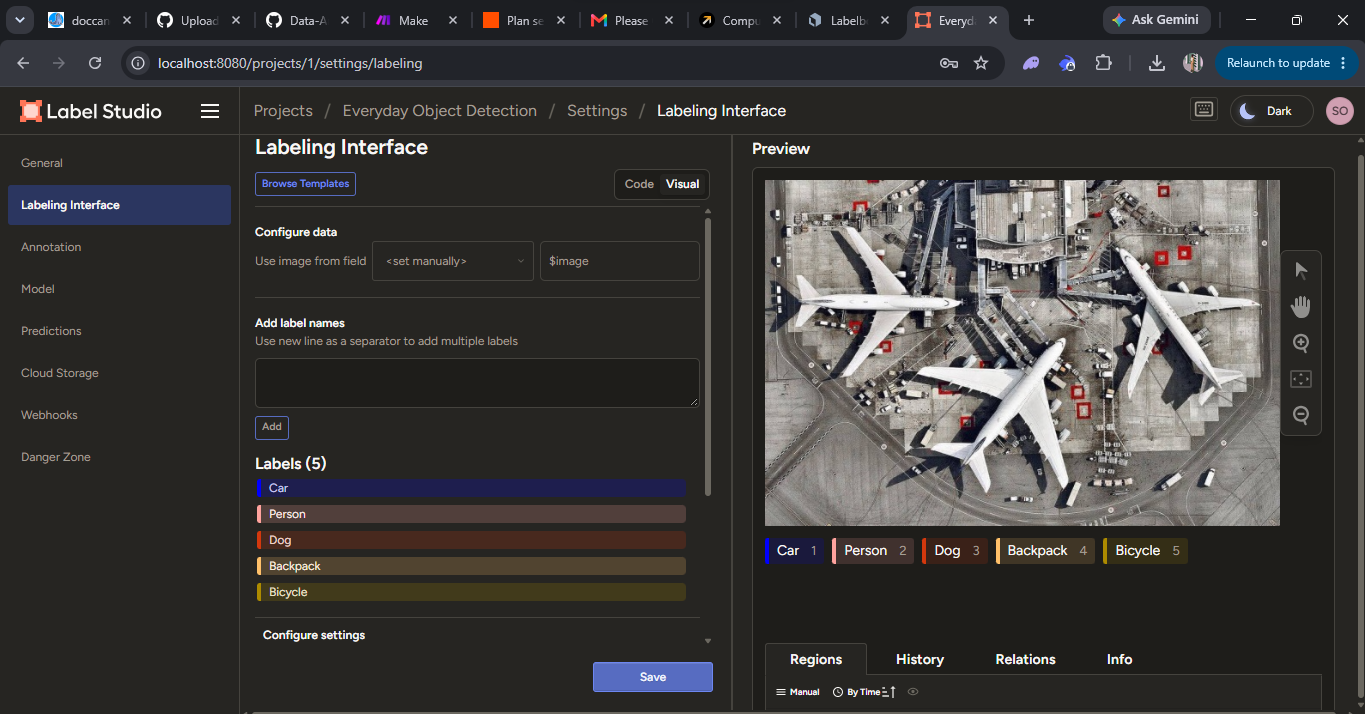 doccan
Upload
Data-A
Make
Plan se
Please
Compu
Labelb
Everyd
Ask Gemini
localhost:8080/projects/1/settings/labeling
Relaunch to update
Label Studio
Projects / Everyday Object Detection / Settings / Labeling Interface
Dark
SO
General
Labeling Interface
Annotation
Model
Predictions
Cloud Storage
Webhooks
Danger Zone
Labeling Interface
Browse Templates
Code Visual
Configure data
Use image from field <set manually> $image
Add label names
Use new line as a separator to add multiple labels
Add
Labels (5)
Car
Person
Dog
Backpack
Bicycle
Configure settings
Save
Preview
Car 1 Person 2 Dog 3 Backpack 4 Bicycle 5
Regions History Relations Info
Manual By Time